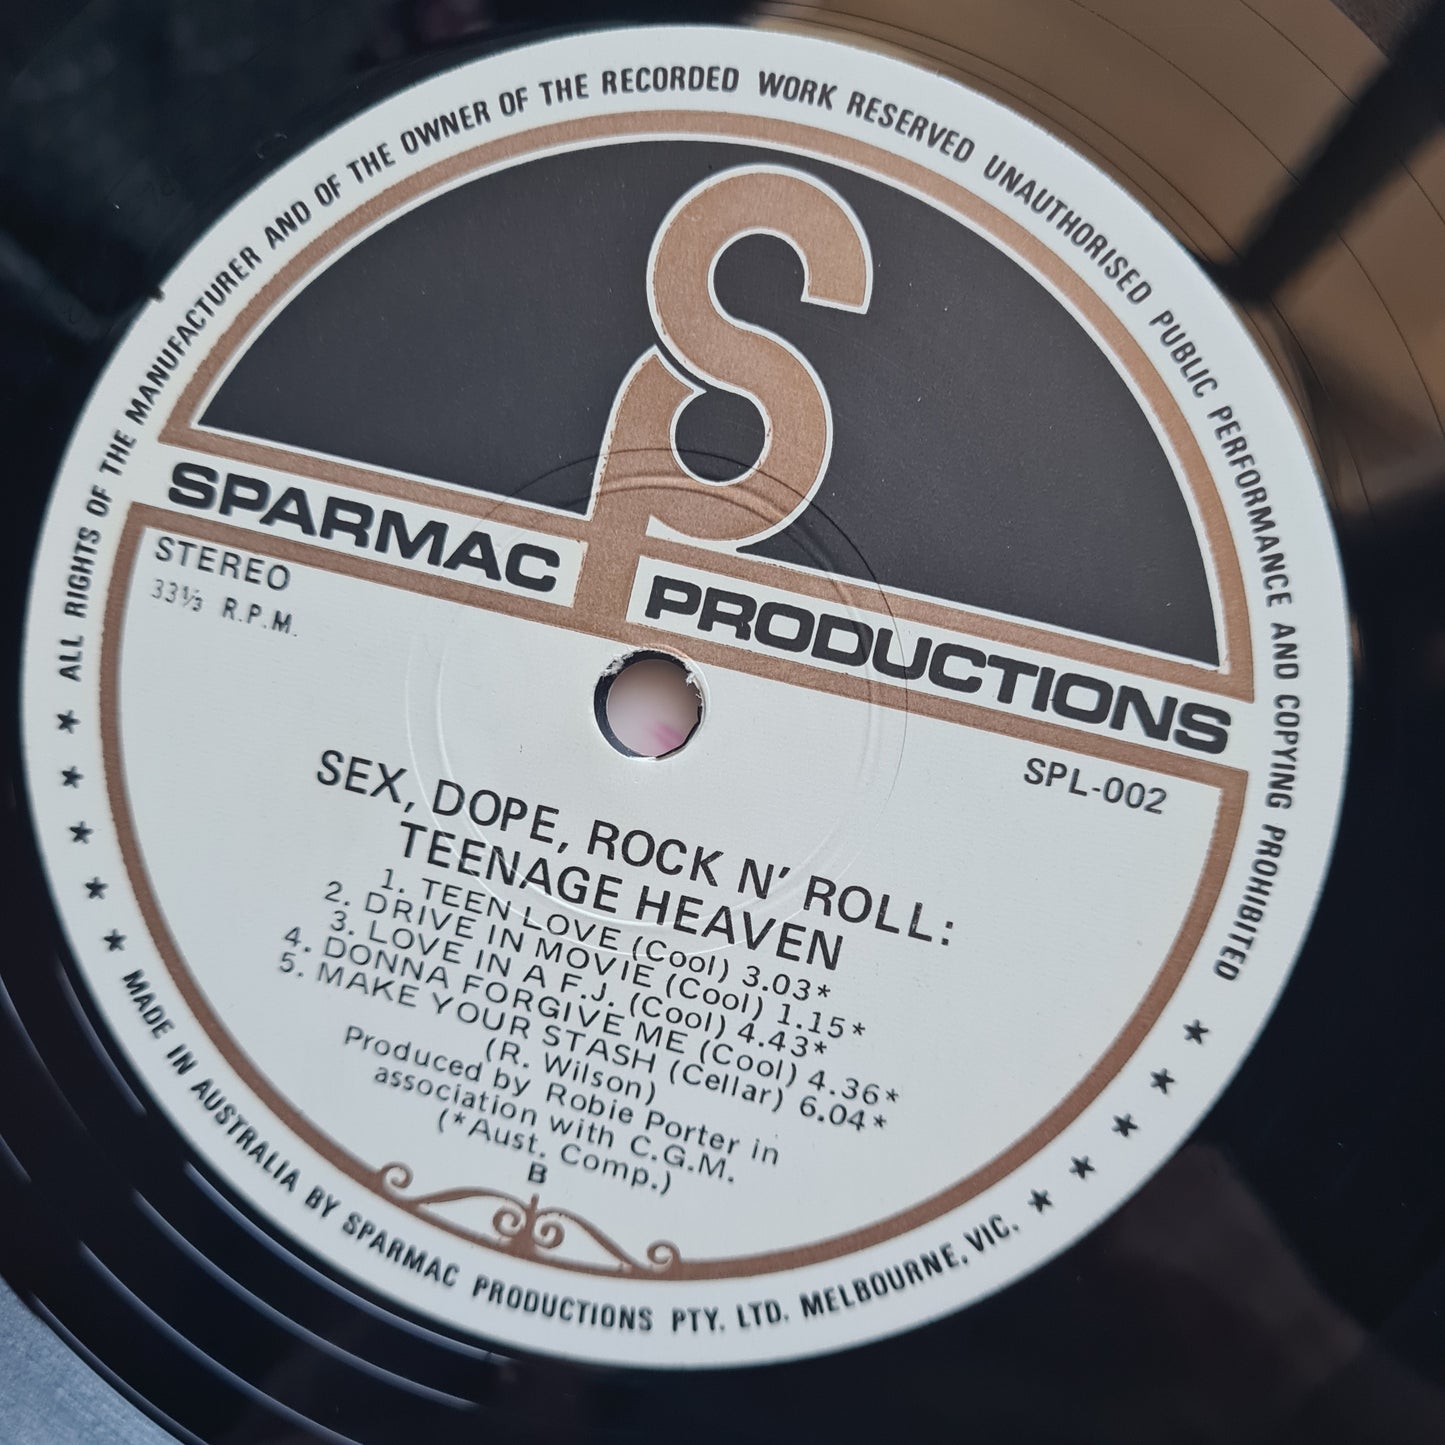 ALL RIGHTS OF THE MANUFACTURER AND OF THE OWNER OF THE RECORDED WORK RESERVED UNAUTHORISED PUBLIC PERFORMANCE AND COPYING PROHIBITED
SPARMAC PRODUCTIONS
STEREO
33⅓ R.P.M.
SPL-002
SEX, DOPE, ROCK N' ROLL:
TEENAGE HEAVEN
1. TEEN LOVE (Cool) 3.03*
2. DRIVE IN MOVIE (Cool) 1.15*
3. LOVE IN A F.J. (Cool) 4.43*
4. DONNA FORGIVE ME (Cool) 4.36*
5. MAKE YOUR STASH (Cellar) 6.04*
(R. Wilson)
Produced by Robie Porter in
association with C.G.M.
(*Aust. Comp.)
B
MADE IN AUSTRALIA BY SPARMAC PRODUCTIONS PTY. LTD. MELBOURNE, VIC.